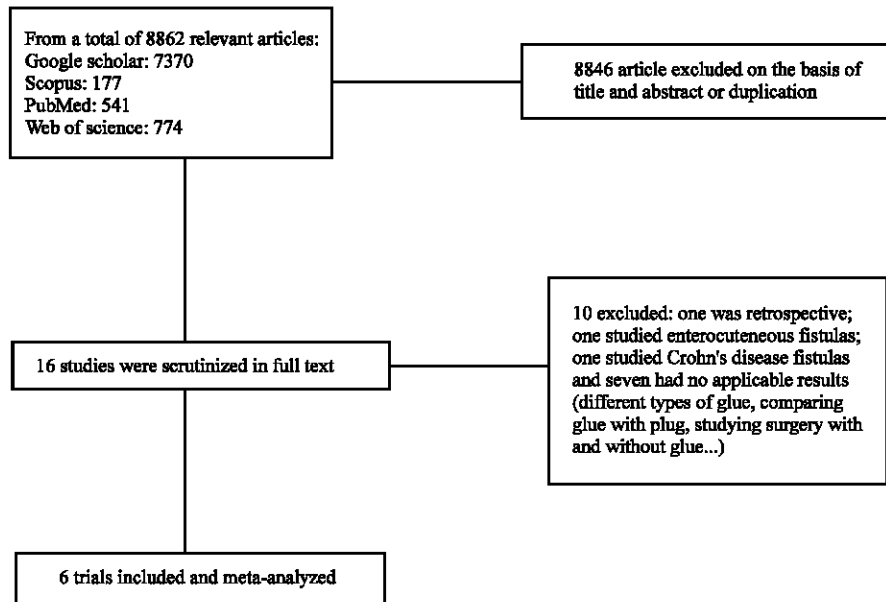 From a total of 8862 relevant articles:
Google scholar: 7370
Scopus: 177
PubMed: 541
Web of science: 774
8846 article excluded on the basis of
title and abstract or duplication
16 studies were scrutinized in full text
10 excluded: one was retrospective;
one studied enterocuteneous fistulas;
one studied Crohn's disease fistulas
and seven had no applicable results
(different types of glue, comparing
glue with plug, studying surgery with
and without glue...)
6 trials included and meta-analyzed